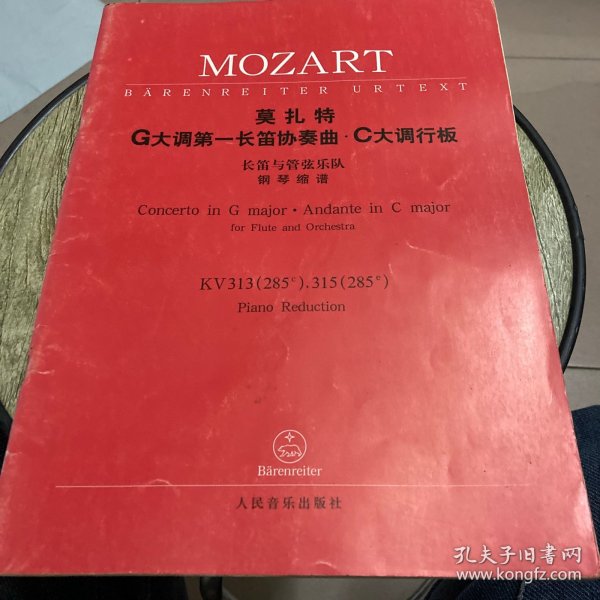 MOZART
BÄRENREITER URTEXT
莫扎特
G大调第一长笛协奏曲·C大调行板
长笛与管弦乐队
钢琴缩谱
Concerto in G major · Andante in C major
for Flute and Orchestra
KV313(285ᶜ),315(285ᵉ)
Piano Reduction
Bärenreiter
人民音乐出版社
孔夫子旧书网
www.kongfz.com